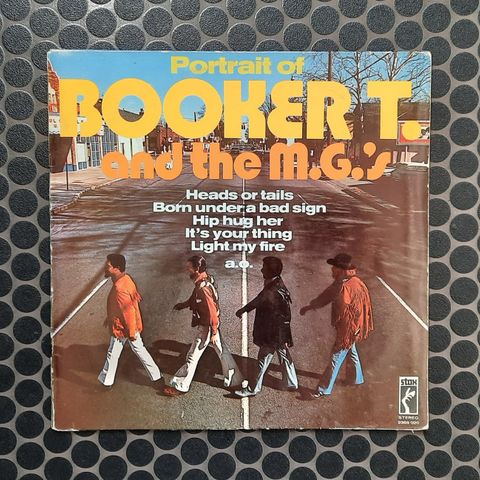 Portrait of
BOOKER T.
and the M.G.'s
Heads or tails
Born under a bad sign
Hip hug her
It's your thing
Light my fire
a.o.
stax
STEREO